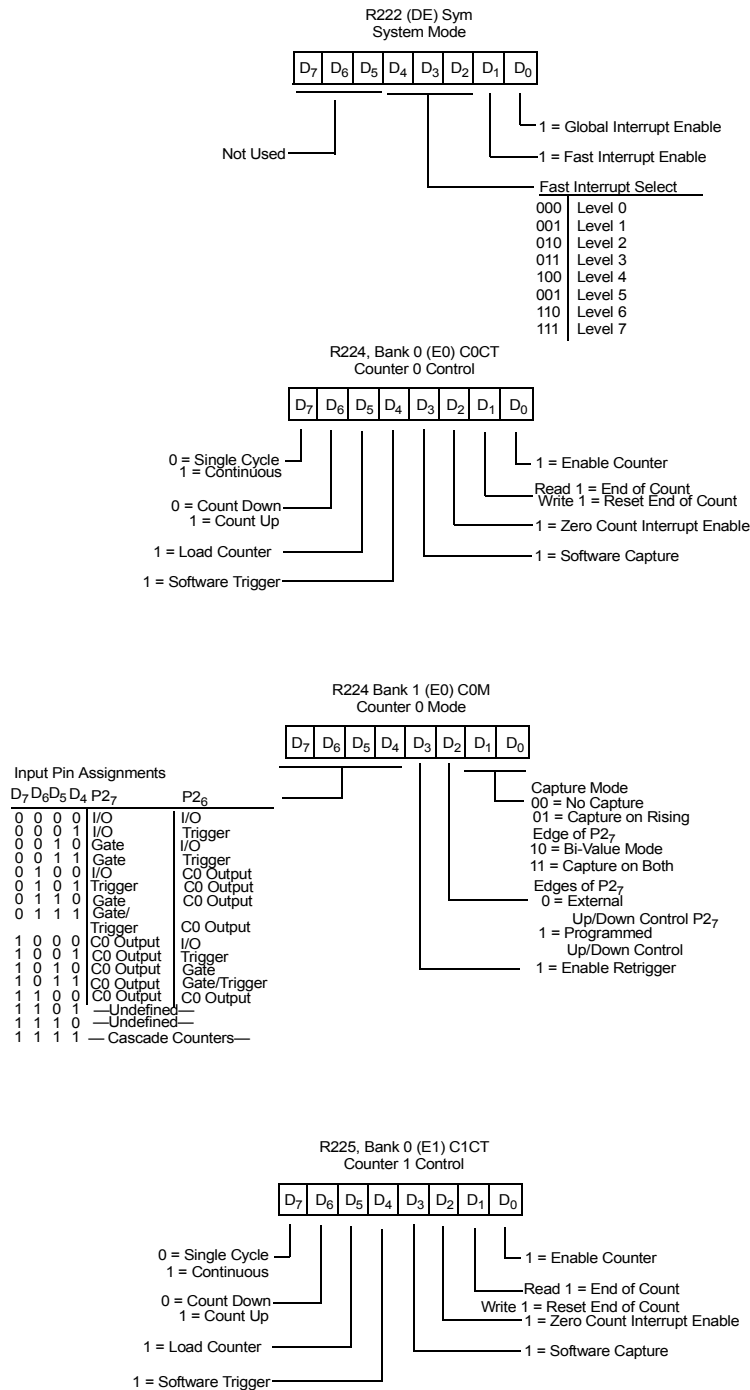 R222 (DE) Sym
System Mode
D7 D6 D5 D4 D3 D2 D1 D0
1 = Global Interrupt Enable
Not Used
1 = Fast Interrupt Enable
Fast Interrupt Select
000 Level 0
001 Level 1
010 Level 2
011 Level 3
100 Level 4
001 Level 5
110 Level 6
111 Level 7
R224, Bank 0 (E0) C0CT
Counter 0 Control
D7 D6 D5 D4 D3 D2 D1 D0
0 = Single Cycle
1 = Continuous
1 = Enable Counter
0 = Count Down
1 = Count Up
Read 1 = End of Count
Write 1 = Reset End of Count
1 = Zero Count Interrupt Enable
1 = Load Counter
1 = Software Capture
1 = Software Trigger
R224 Bank 1 (E0) C0M
Counter 0 Mode
D7 D6 D5 D4 D3 D2 D1 D0
Input Pin Assignments
D7 D6 D5 D4 P27 P26
0 0 0 0 I/O I/O
0 0 0 1 I/O Trigger
0 0 1 0 Gate I/O
0 0 1 1 Gate Trigger
0 1 0 0 I/O C0 Output
0 1 0 1 Trigger C0 Output
0 1 1 0 Gate C0 Output
0 1 1 1 Gate/
Trigger C0 Output
1 0 0 0 C0 Output I/O
1 0 0 1 C0 Output Trigger
1 0 1 0 C0 Output Gate
1 0 1 1 C0 Output Gate/Trigger
1 1 0 0 C0 Output C0 Output
1 1 0 1 —Undefined—
1 1 1 0 —Undefined—
1 1 1 1 — Cascade Counters—
Capture Mode
00 = No Capture
01 = Capture on Rising
Edge of P27
10 = Bi-Value Mode
11 = Capture on Both
Edges of P27
0 = External
Up/Down Control P27
1 = Programmed
Up/Down Control
1 = Enable Retrigger
R225, Bank 0 (E1) C1CT
Counter 1 Control
D7 D6 D5 D4 D3 D2 D1 D0
0 = Single Cycle
1 = Continuous
1 = Enable Counter
0 = Count Down
1 = Count Up
Read 1 = End of Count
Write 1 = Reset End of Count
1 = Zero Count Interrupt Enable
1 = Load Counter
1 = Software Capture
1 = Software Trigger